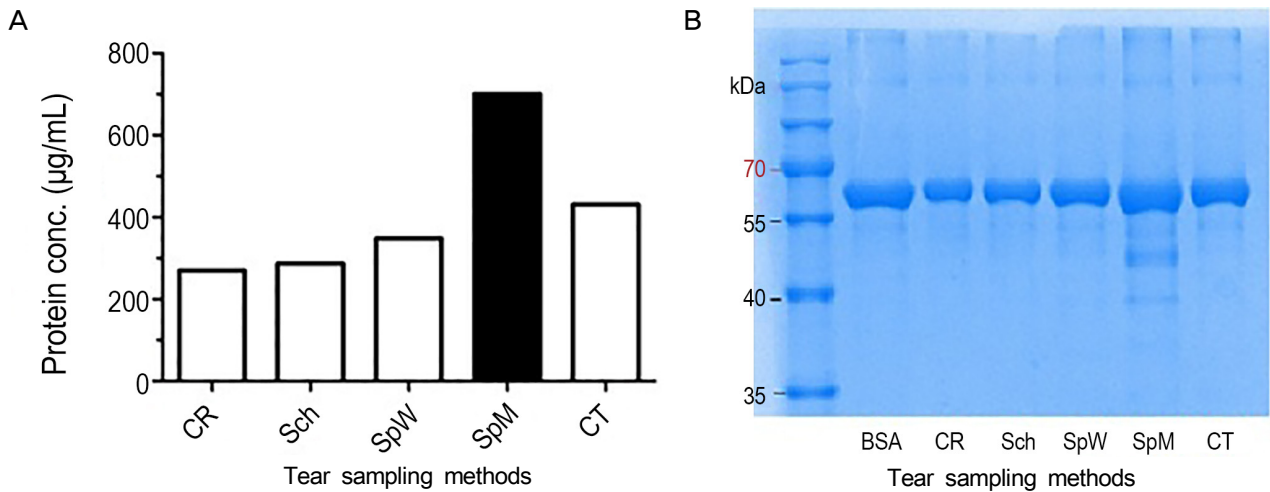 A
Protein conc. (µg/mL)
800
600
400
200
0
CR Sch SpW SpM CT
Tear sampling methods
B
kDa
70
55
40
35
BSA CR Sch SpW SpM CT
Tear sampling methods